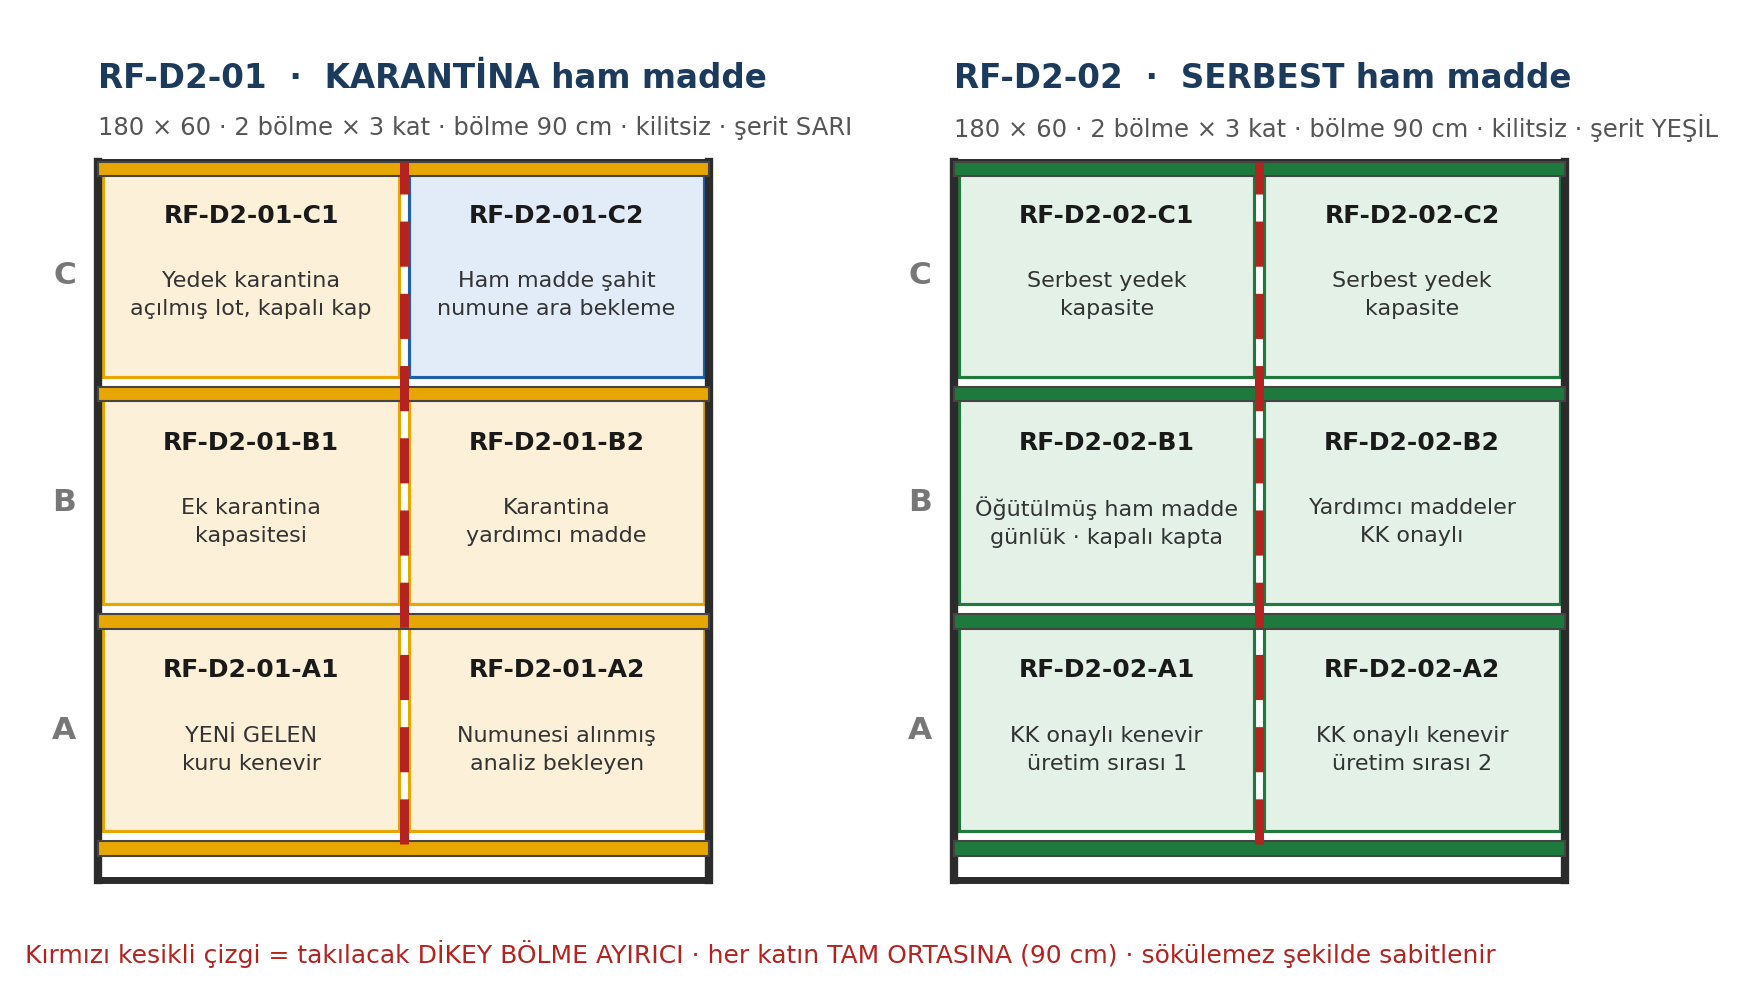 RF-D2-01 · KARANTİNA ham madde
180 × 60 · 2 bölme × 3 kat · bölme 90 cm · kilitsiz · şerit SARI
C
RF-D2-01-C1
Yedek karantina
açılmış lot, kapalı kap
RF-D2-01-C2
Ham madde şahit
numune ara bekleme
B
RF-D2-01-B1
Ek karantina
kapasitesi
RF-D2-01-B2
Karantina
yardımcı madde
A
RF-D2-01-A1
YENİ GELEN
kuru kenevir
RF-D2-01-A2
Numunesi alınmış
analiz bekleyen
RF-D2-02 · SERBEST ham madde
180 × 60 · 2 bölme × 3 kat · bölme 90 cm · kilitsiz · şerit YEŞİL
C
RF-D2-02-C1
Serbest yedek
kapasite
RF-D2-02-C2
Serbest yedek
kapasite
B
RF-D2-02-B1
Öğütülmüş ham madde
günlük · kapalı kapta
RF-D2-02-B2
Yardımcı maddeler
KK onaylı
A
RF-D2-02-A1
KK onaylı kenevir
üretim sırası 1
RF-D2-02-A2
KK onaylı kenevir
üretim sırası 2
Kırmızı kesikli çizgi = takılacak DİKEY BÖLME AYIRICI · her katın TAM ORTASINA (90 cm) · sökülemez şekilde sabitlenir